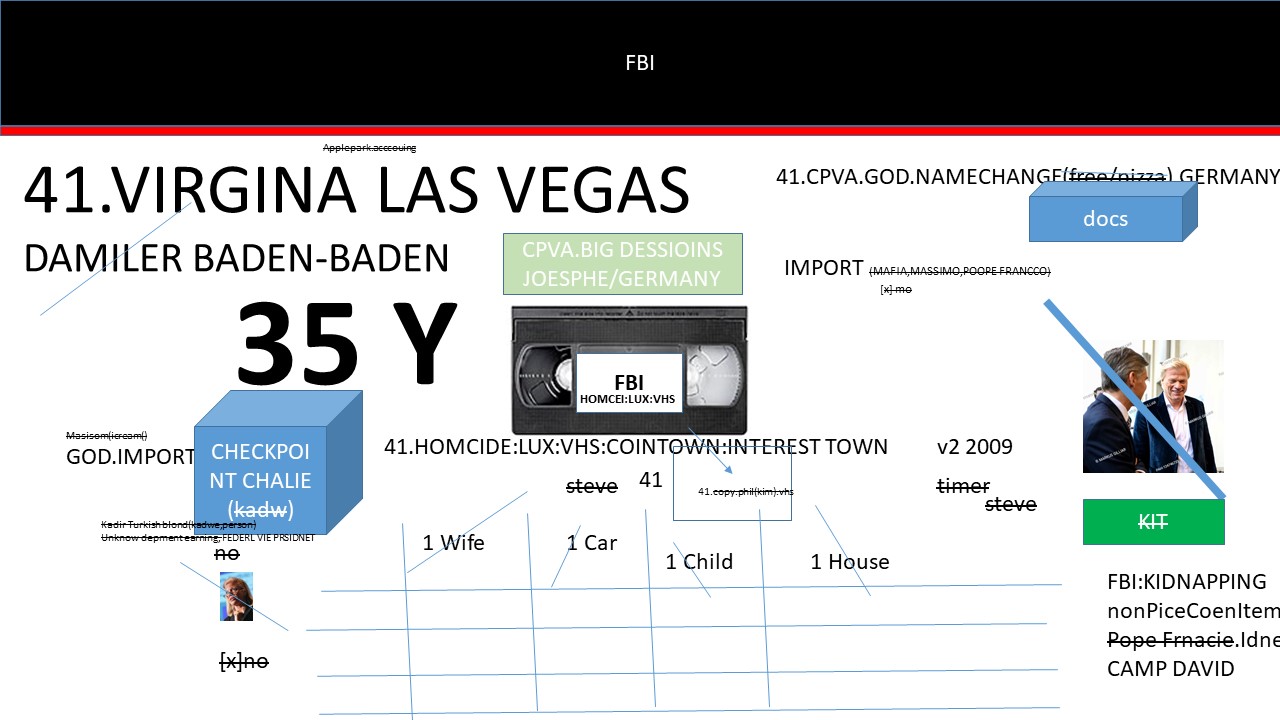 FBI
Applepark.acccouing
41.VIRGINA LAS VEGAS
41.CPVA.GOD.NAMECHANGE(free/pizza) GERMANY
docs
DAMILER BADEN-BADEN
CPVA.BIG DESSIOINS
JOESPHE/GERMANY
IMPORT (MAFIA,MASSIMO,POOPE FRANCCO)
[x] mo
35 Y
FBI
HOMCEI:LUX:VHS
Masisom(icream()
GOD.IMPORT
CHECKPOI
NT CHALIE
(kadw)
41.HOMCIDE:LUX:VHS:COINTOWN:INTEREST TOWN
v2 2009
steve
41
41.copy.phil(kim).vhs
timer
steve
KIT
Kadir Turkishblond(kadwe,person)
Unknow depment earning, FEDERL VIE PRSIDNET
no
1 Wife
1 Car
1 Child
1 House
[x]no
FBI:KIDNAPPING
nonPiceCoenItem
Pope Frnacie.Idne
CAMP DAVID